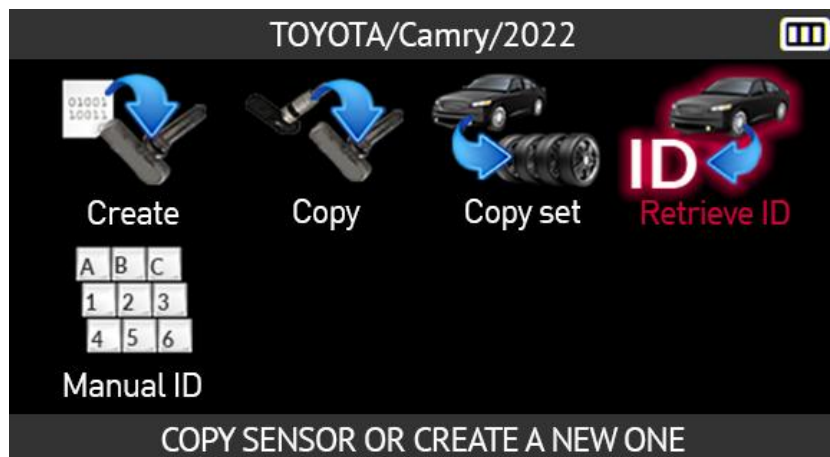 TOYOTA/Camry/2022
01001
10011
Create
Copy
Copy set
ID
Retrieve ID
A B C
1 2 3
4 5 6
Manual ID
COPY SENSOR OR CREATE A NEW ONE